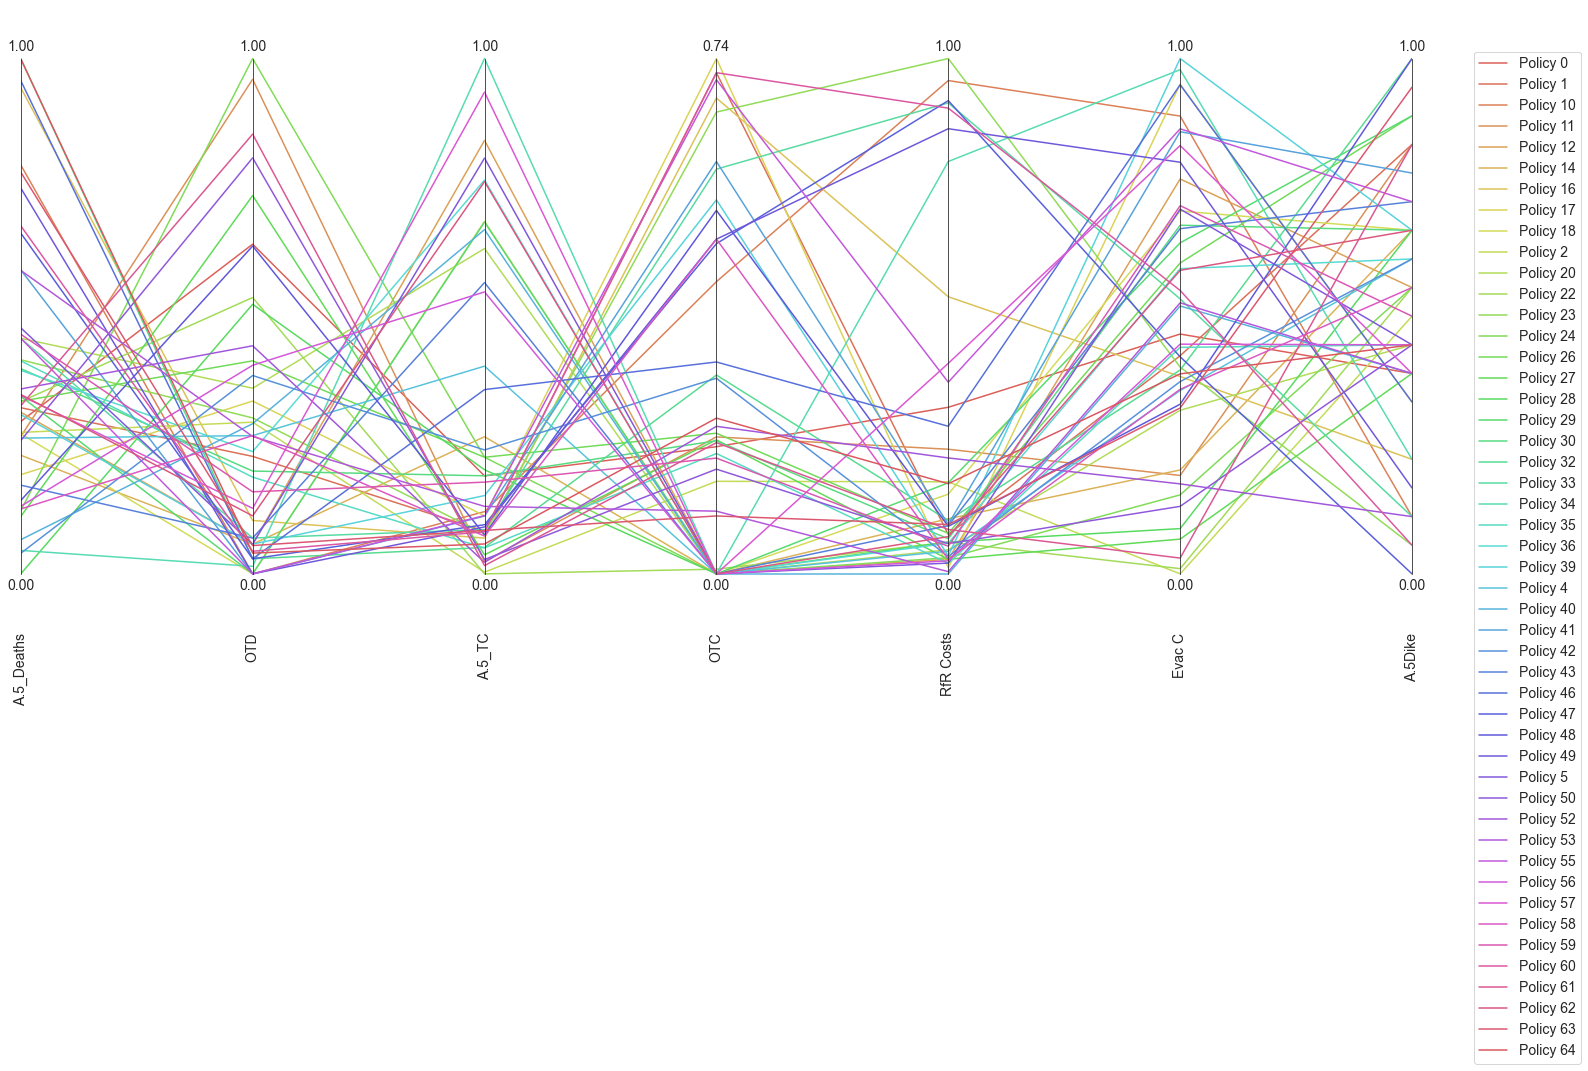 1.00 1.00 1.00 0.74 1.00 1.00 1.00
0.00 0.00 0.00 0.00 0.00 0.00 0.00
A.5_Deaths
OTD
A.5_TC
OTC
RfR Costs
Evac C
A.5Dike
Policy 0
Policy 1
Policy 10
Policy 11
Policy 12
Policy 14
Policy 16
Policy 17
Policy 18
Policy 2
Policy 20
Policy 22
Policy 23
Policy 24
Policy 26
Policy 27
Policy 28
Policy 29
Policy 30
Policy 32
Policy 33
Policy 34
Policy 35
Policy 36
Policy 39
Policy 4
Policy 40
Policy 41
Policy 42
Policy 43
Policy 46
Policy 47
Policy 48
Policy 49
Policy 5
Policy 50
Policy 52
Policy 53
Policy 55
Policy 56
Policy 57
Policy 58
Policy 59
Policy 60
Policy 61
Policy 62
Policy 63
Policy 64